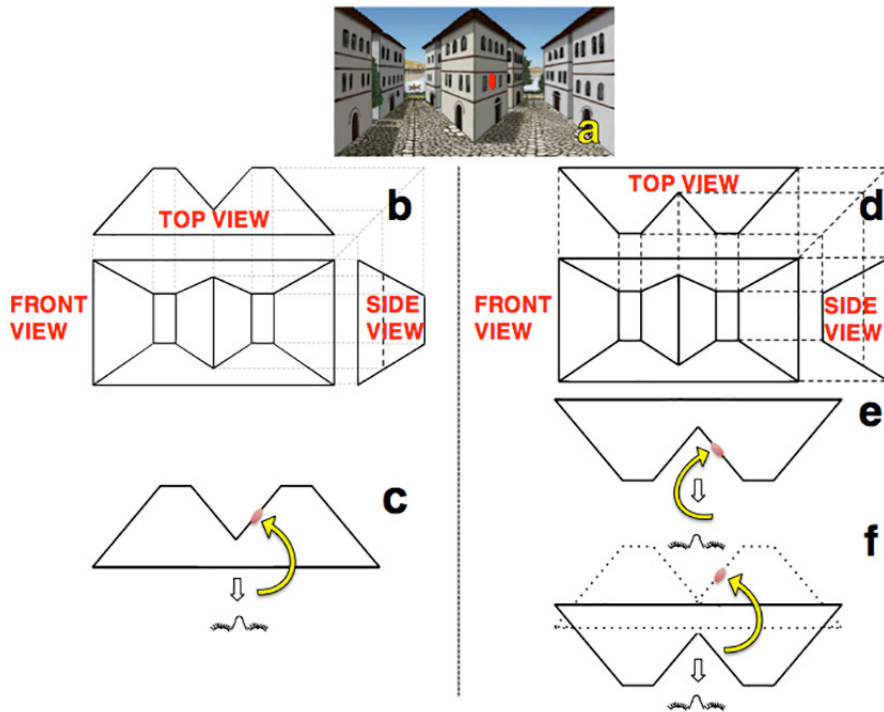 a
b
TOP VIEW
FRONT
VIEW
SIDE
VIEW
c
d
TOP VIEW
FRONT
VIEW
SIDE
VIEW
e
f